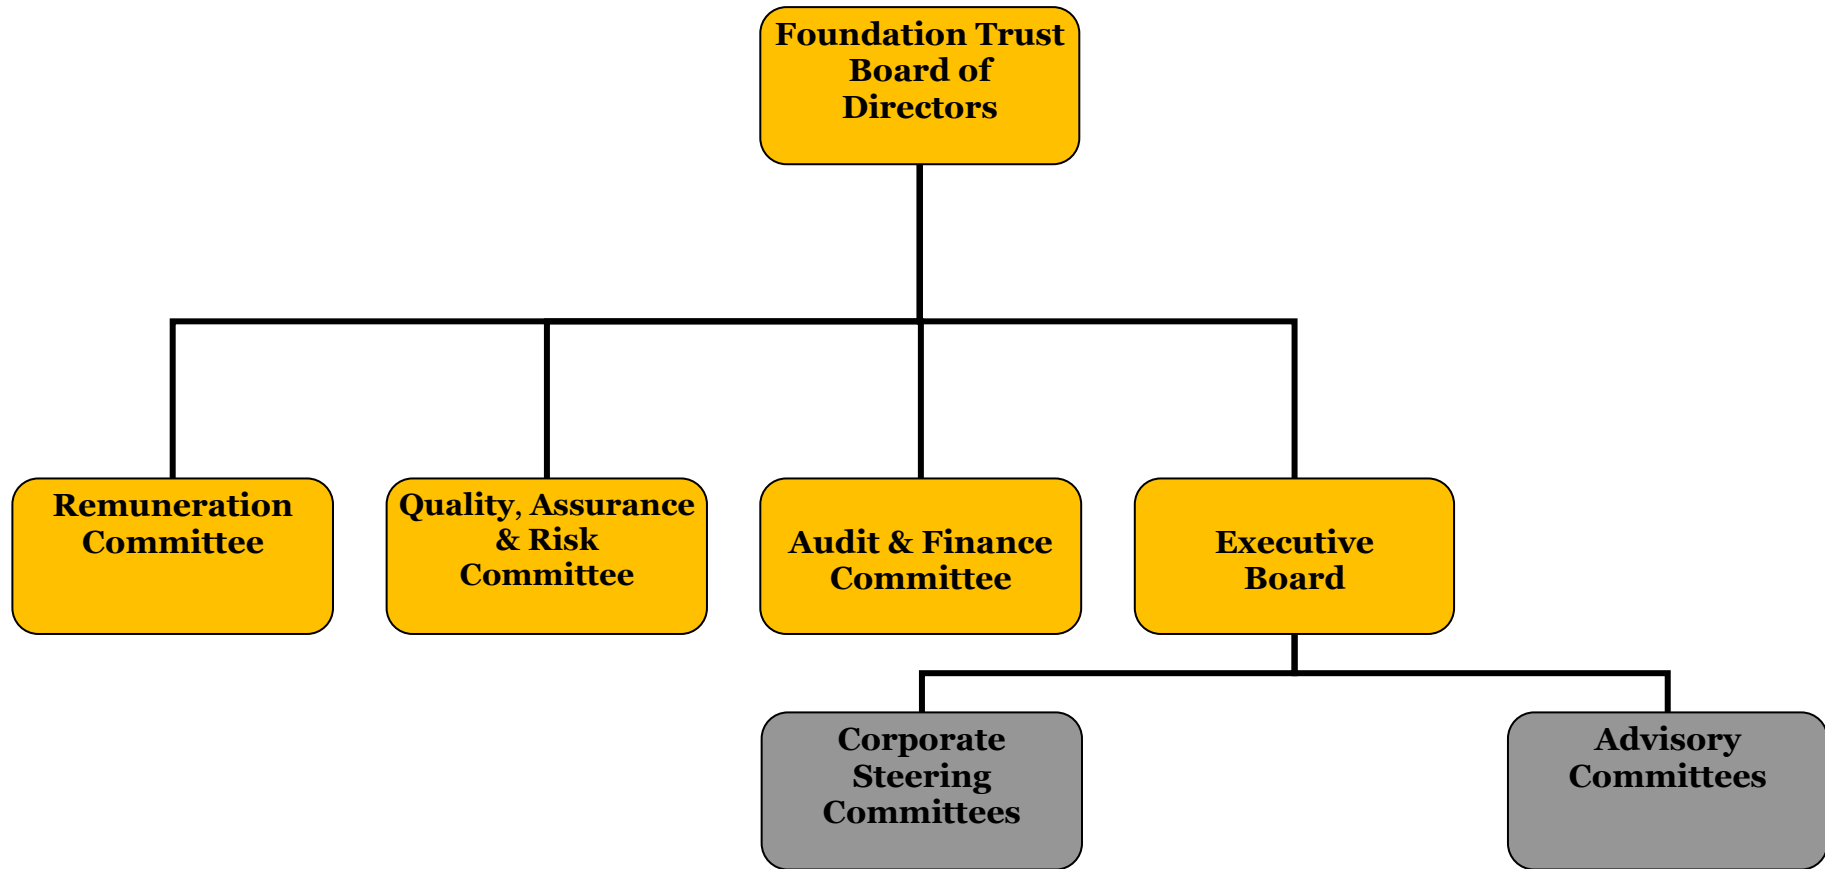 Foundation Trust
Board of
Directors
Remuneration
Committee
Quality, Assurance
& Risk
Committee
Audit & Finance
Committee
Executive
Board
Corporate
Steering
Committees
Advisory
Committees